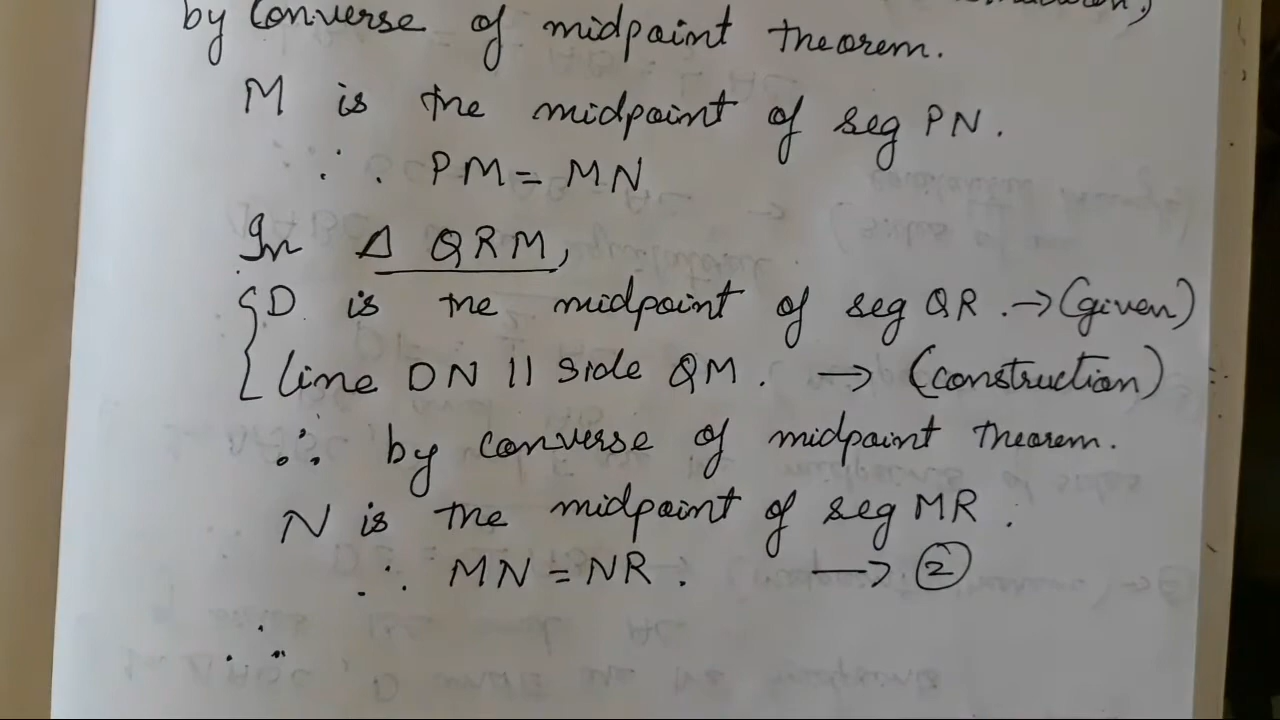 by Converse of midpoint theorem.
M is the midpoint of seg PN.
∴ PM = MN
In Δ QRM,
D is the midpoint of seg QR. → (given)
line DN || side QM. → (construction)
∴ by converse of midpoint theorem.
N is the midpoint of seg MR.
∴ MN = NR. → ②
∴